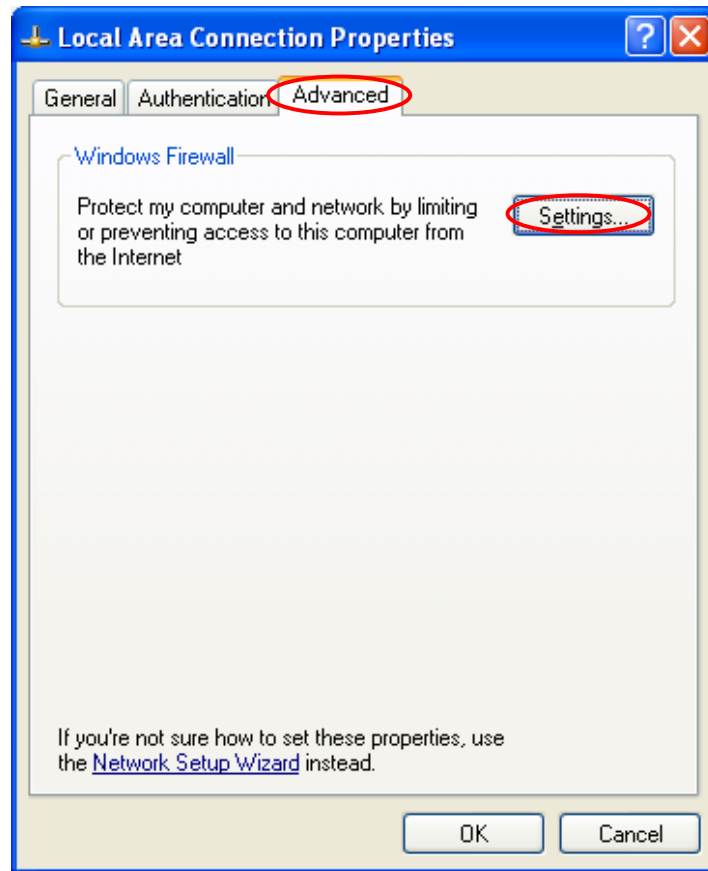 Local Area Connection Properties
?
General Authentication Advanced
Windows Firewall
Protect my computer and network by limiting
or preventing access to this computer from
the Internet
Settings...
If you're not sure how to set these properties, use
the Network Setup Wizard instead.
OK Cancel